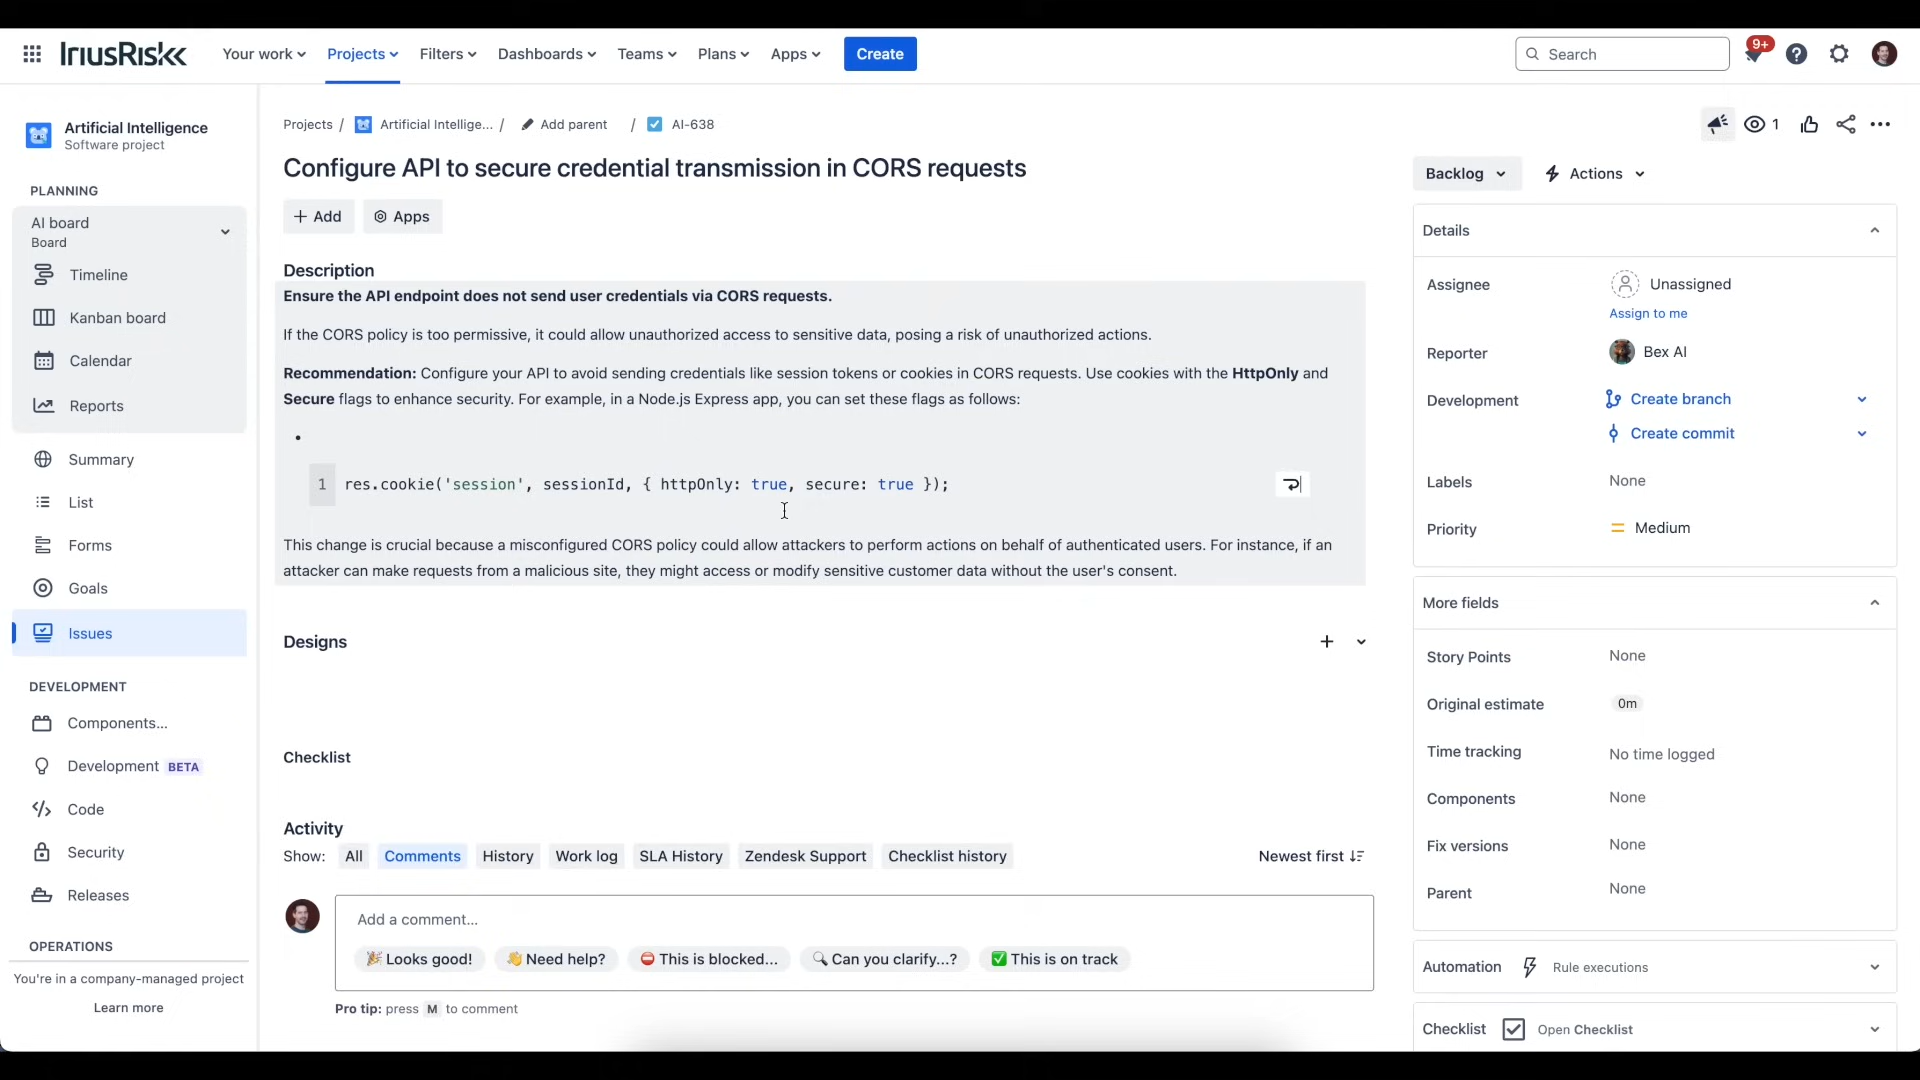 IriusRisk
Your work
Projects
Filters
Dashboards
Teams
Plans
Apps
Create
Search
9+
Artificial Intelligence
Software project
PLANNING
AI board
Board
Timeline
Kanban board
Calendar
Reports
Summary
List
Forms
Goals
Issues
DEVELOPMENT
Components...
Development BETA
Code
Security
Releases
OPERATIONS
You're in a company-managed project
Learn more
Projects / Artificial Intellige... / Add parent / AI-638
Configure API to secure credential transmission in CORS requests
Add
Apps
Description
Ensure the API endpoint does not send user credentials via CORS requests.
If the CORS policy is too permissive, it could allow unauthorized access to sensitive data, posing a risk of unauthorized actions.
Recommendation: Configure your API to avoid sending credentials like session tokens or cookies in CORS requests. Use cookies with the HttpOnly and
Secure flags to enhance security. For example, in a Node.js Express app, you can set these flags as follows:
•
1 res.cookie('session', sessionId, { httpOnly: true, secure: true });
This change is crucial because a misconfigured CORS policy could allow attackers to perform actions on behalf of authenticated users. For instance, if an
attacker can make requests from a malicious site, they might access or modify sensitive customer data without the user's consent.
Designs
Checklist
Activity
Show: All Comments History Work log SLA History Zendesk Support Checklist history
Newest first
Add a comment...
🎉 Looks good!
👋 Need help?
⛔ This is blocked...
🔍 Can you clarify...?
✅ This is on track
Pro tip: press M to comment
1
Backlog
Actions
Details
Assignee
Unassigned
Assign to me
Reporter
Bex AI
Development
Create branch
Create commit
Labels
None
Priority
Medium
More fields
Story Points
None
Original estimate
0m
Time tracking
No time logged
Components
None
Fix versions
None
Parent
None
Automation
Rule executions
Checklist
Open Checklist